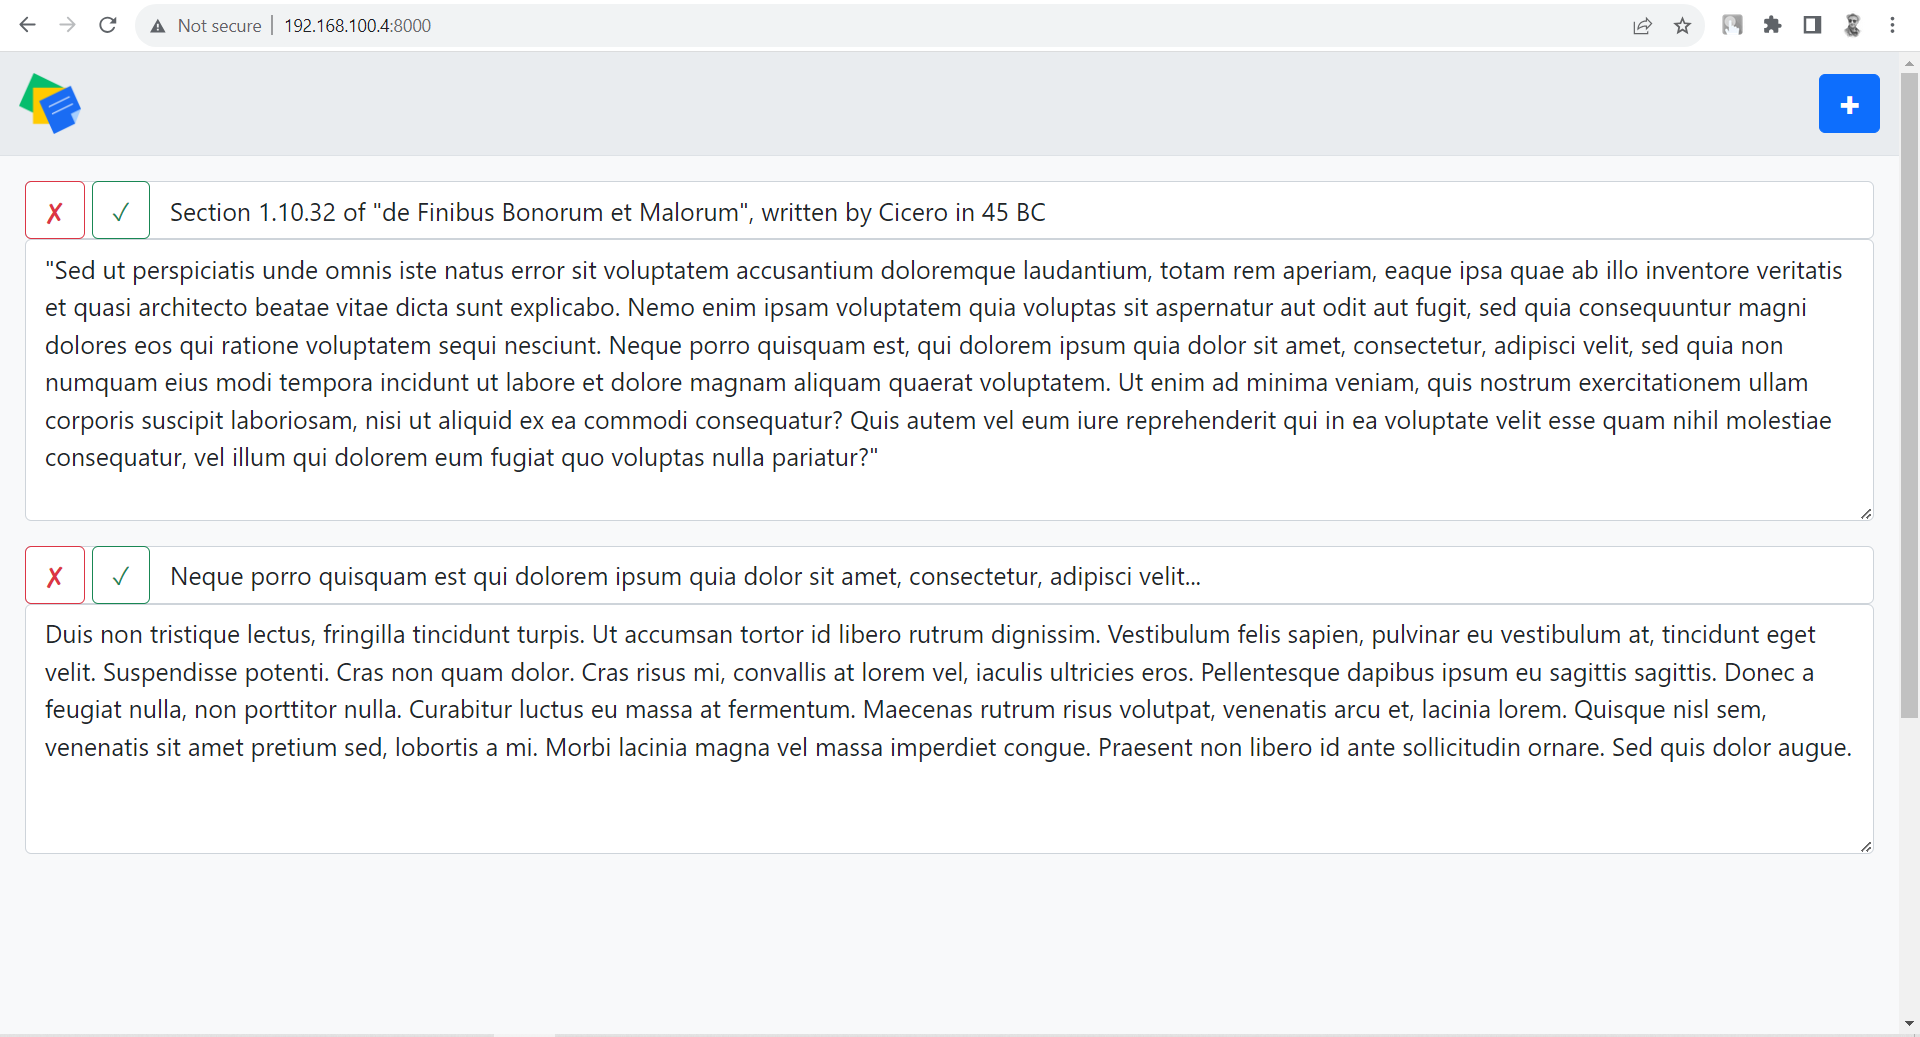 Not secure | 192.168.100.4:8000
+
✗ ✓ Section 1.10.32 of "de Finibus Bonorum et Malorum", written by Cicero in 45 BC
"Sed ut perspiciatis unde omnis iste natus error sit voluptatem accusantium doloremque laudantium, totam rem aperiam, eaque ipsa quae ab illo inventore veritatis
et quasi architecto beatae vitae dicta sunt explicabo. Nemo enim ipsam voluptatem quia voluptas sit aspernatur aut odit aut fugit, sed quia consequuntur magni
dolores eos qui ratione voluptatem sequi nesciunt. Neque porro quisquam est, qui dolorem ipsum quia dolor sit amet, consectetur, adipisci velit, sed quia non
numquam eius modi tempora incidunt ut labore et dolore magnam aliquam quaerat voluptatem. Ut enim ad minima veniam, quis nostrum exercitationem ullam
corporis suscipit laboriosam, nisi ut aliquid ex ea commodi consequatur? Quis autem vel eum iure reprehenderit qui in ea voluptate velit esse quam nihil molestiae
consequatur, vel illum qui dolorem eum fugiat quo voluptas nulla pariatur?"
✗ ✓ Neque porro quisquam est qui dolorem ipsum quia dolor sit amet, consectetur, adipisci velit...
Duis non tristique lectus, fringilla tincidunt turpis. Ut accumsan tortor id libero rutrum dignissim. Vestibulum felis sapien, pulvinar eu vestibulum at, tincidunt eget
velit. Suspendisse potenti. Cras non quam dolor. Cras risus mi, convallis at lorem vel, iaculis ultricies eros. Pellentesque dapibus ipsum eu sagittis sagittis. Donec a
feugiat nulla, non porttitor nulla. Curabitur luctus eu massa at fermentum. Maecenas rutrum risus volutpat, venenatis arcu et, lacinia lorem. Quisque nisl sem,
venenatis sit amet pretium sed, lobortis a mi. Morbi lacinia magna vel massa imperdiet congue. Praesent non libero id ante sollicitudin ornare. Sed quis dolor augue.